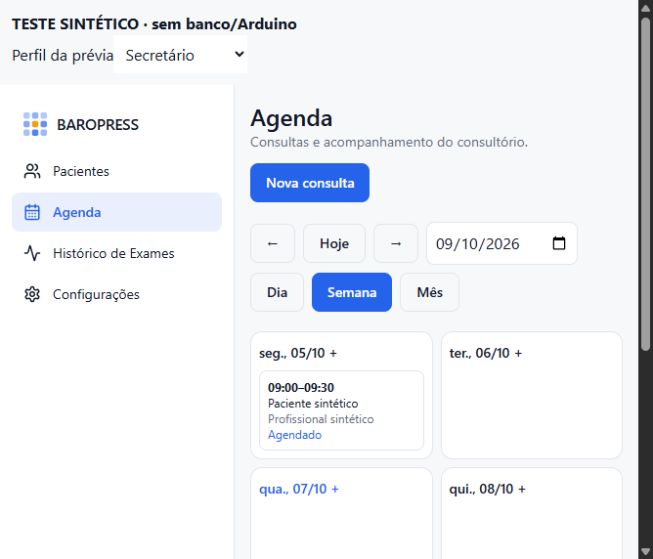 TESTE SINTÉTICO · sem banco/Arduino
Perfil da prévia Secretário
BAROPRESS
Pacientes
Agenda
Histórico de Exames
Configurações
Agenda
Consultas e acompanhamento do consultório.
Nova consulta
← Hoje → 09/10/2026
Dia Semana Mês
seg., 05/10 +
09:00–09:30
Paciente sintético
Profissional sintético
Agendado
ter., 06/10 +
qua., 07/10 +
qui., 08/10 +